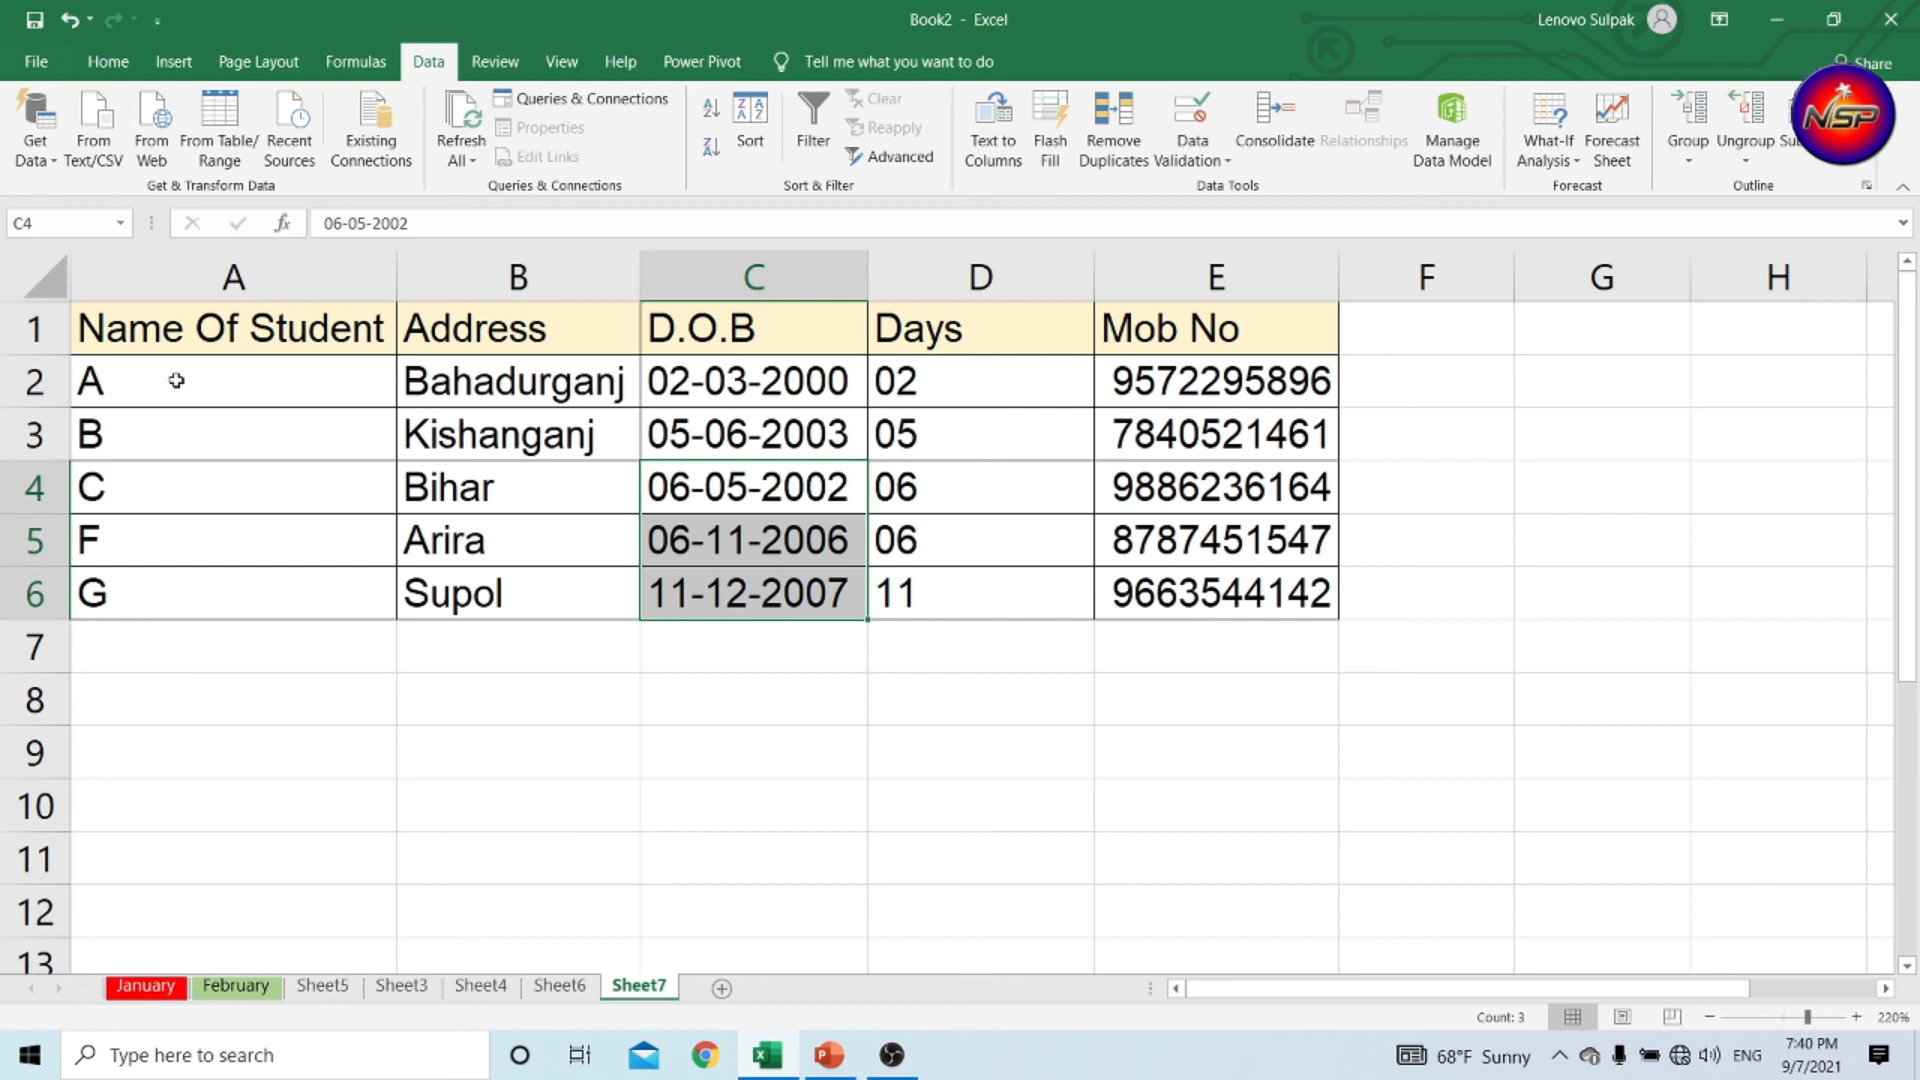 Book2 - Excel
Lenovo Sulpak
File Home Insert Page Layout Formulas Data Review View Help Power Pivot Tell me what you want to do Share
Get Data From Text/CSV From Web From Table/ Range Recent Sources Existing Connections
Get & Transform Data
Refresh All Queries & Connections Properties Edit Links
Queries & Connections
Sort Filter Clear Reapply Advanced
Sort & Filter
Text to Columns Flash Fill Remove Duplicates Data Validation Consolidate Relationships Manage Data Model
Data Tools
What-If Analysis Forecast Sheet
Forecast
Group Ungroup
Outline
NSP
C4 fx 06-05-2002
A B C D E F G H
1 Name Of Student Address D.O.B Days Mob No
2 A Bahadurganj 02-03-2000 02 9572295896
3 B Kishanganj 05-06-2003 05 7840521461
4 C Bihar 06-05-2002 06 9886236164
5 F Arira 06-11-2006 06 8787451547
6 G Supol 11-12-2007 11 9663544142
7
8
9
10
11
12
13
January February Sheet5 Sheet3 Sheet4 Sheet6 Sheet7
Count: 3 220%
Type here to search 68°F Sunny ENG 7:40 PM
9/7/2021